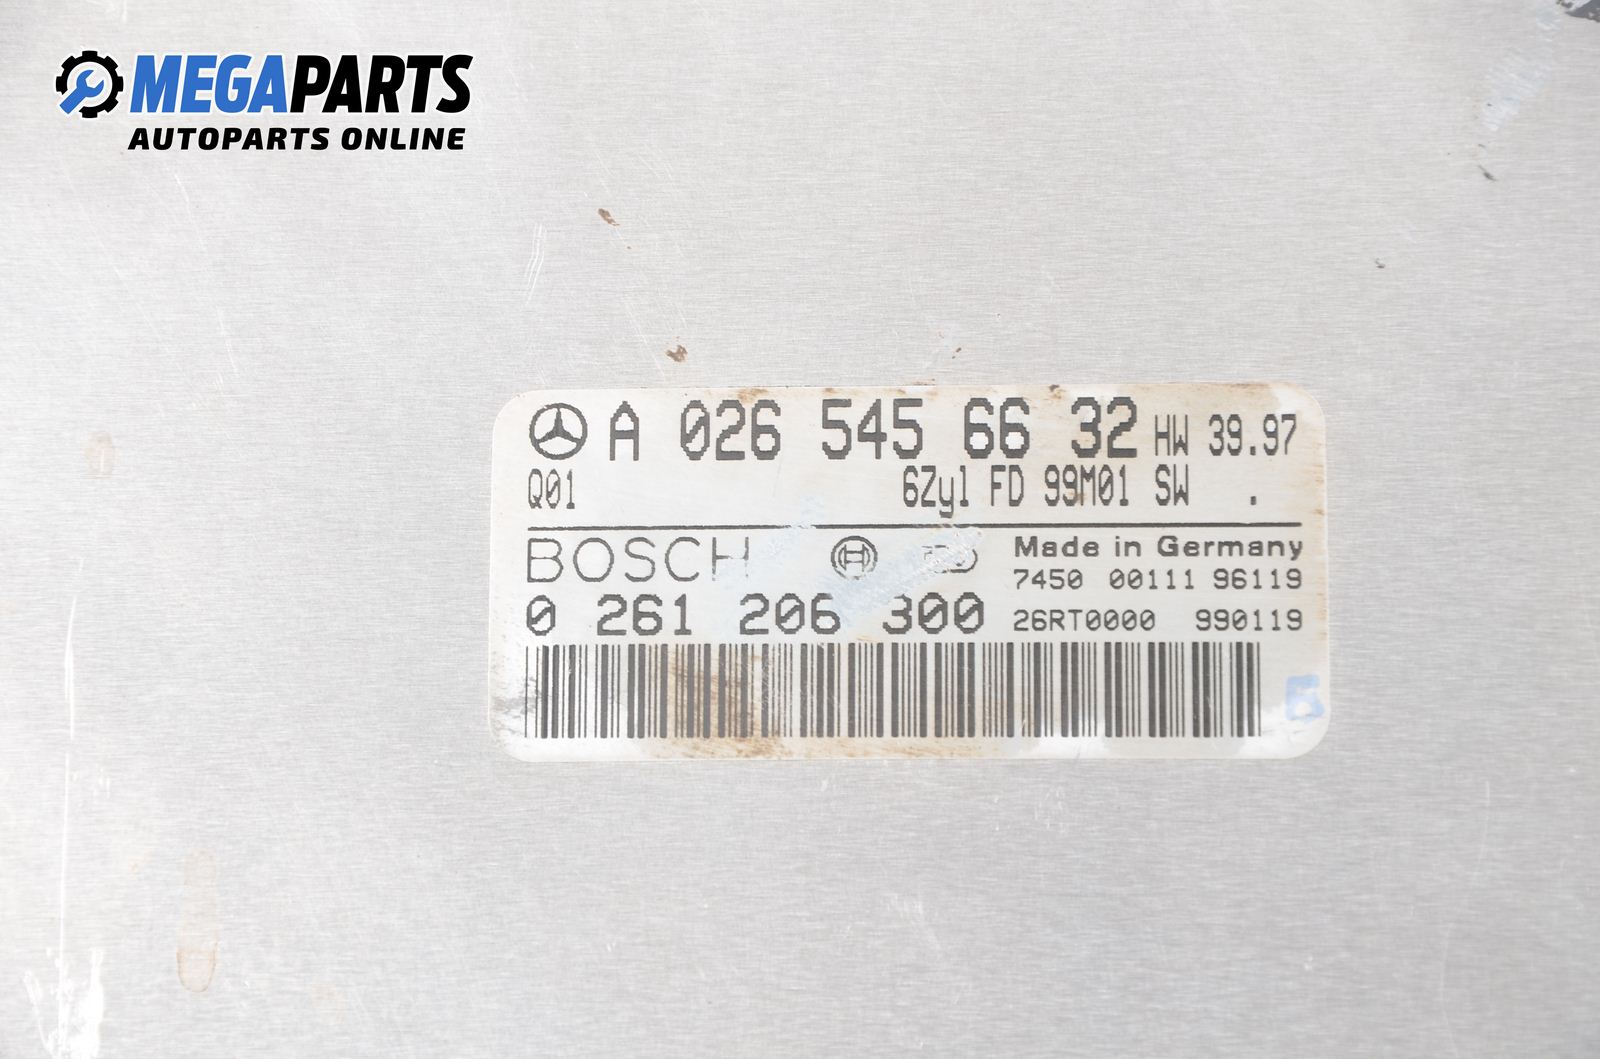 MEGAPARTS
AUTOPARTS ONLINE
A 026 545 66 32 HW 39.97
Q01 6Zyl FD 99M01 SW .
BOSCH Made in Germany
7450 00111 96119
0 261 206 300 26RT0000 990119
Б